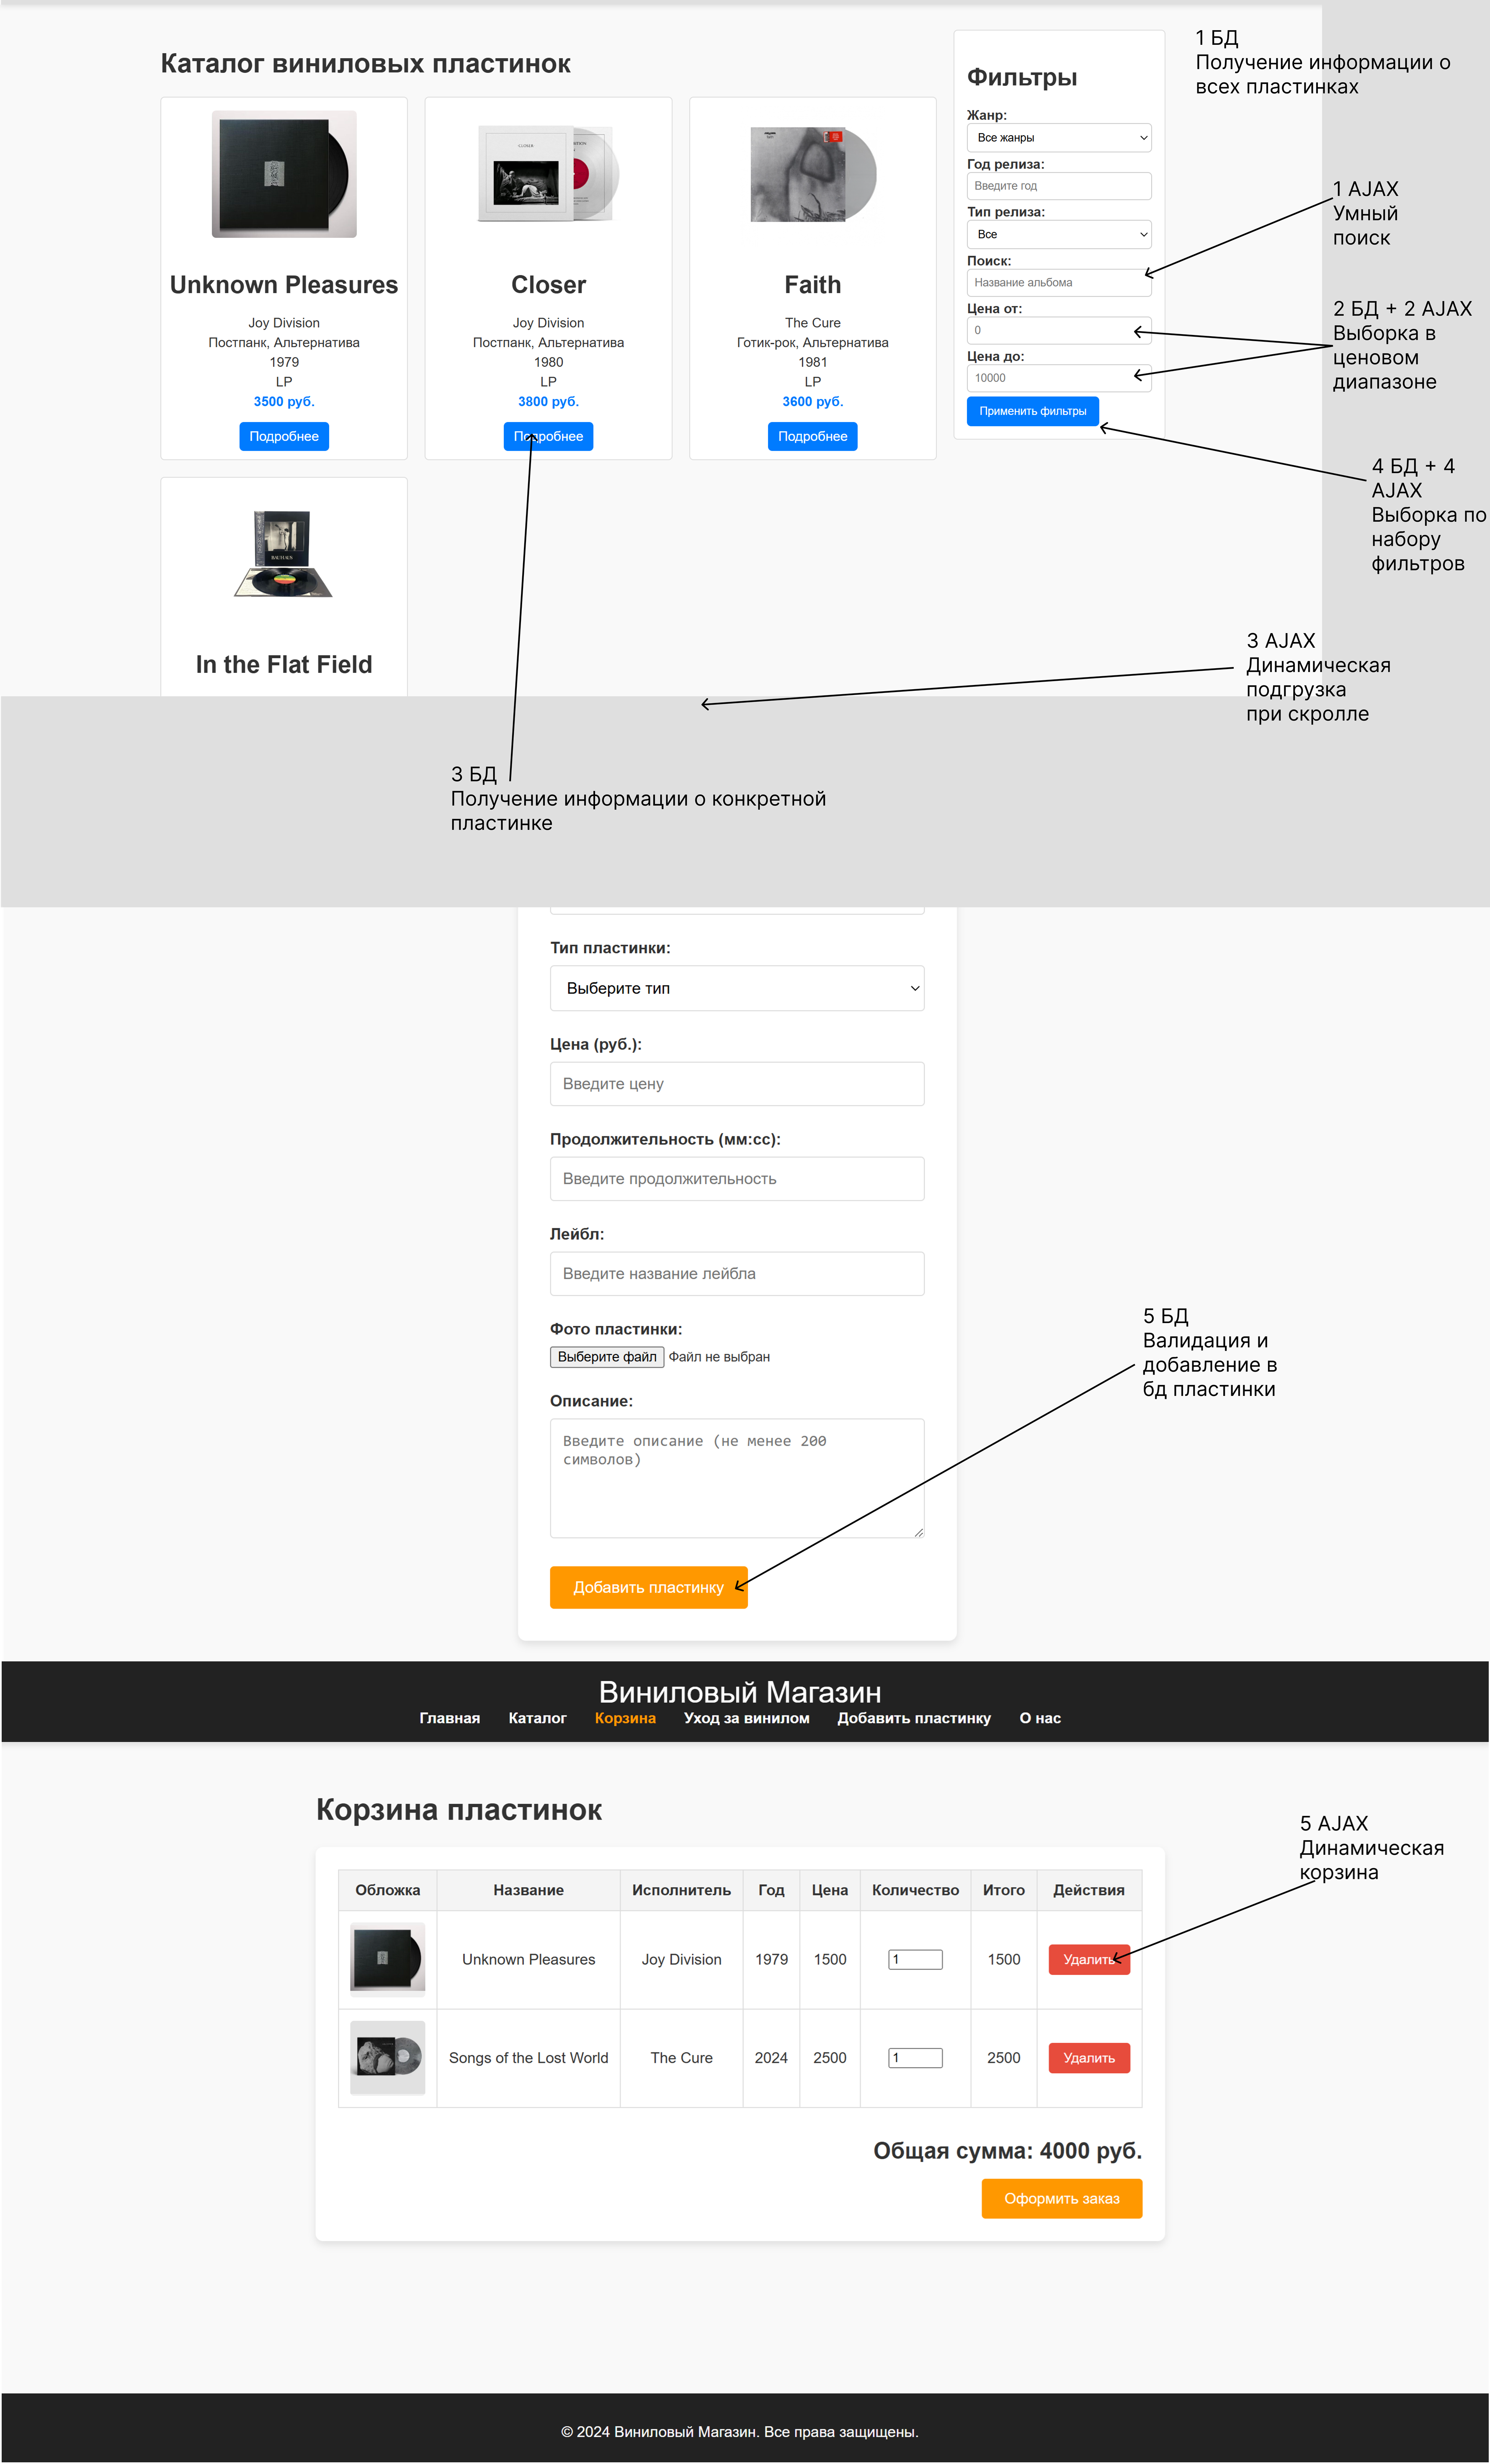 Каталог виниловых пластинок
Unknown Pleasures
Joy Division
Постпанк, Альтернатива
1979
LP
3500 руб.
Подробнее
CLOSER
Closer
Joy Division
Постпанк, Альтернатива
1980
LP
3800 руб.
Подробнее
Faith
The Cure
Готик-рок, Альтернатива
1981
LP
3600 руб.
Подробнее
BAUHAUS
In the Flat Field
Фильтры
Жанр:
Все жанры
Год релиза:
Введите год
Тип релиза:
Все
Поиск:
Название альбома
Цена от:
0
Цена до:
10000
Применить фильтры
1 БД
Получение информации о
всех пластинках
1 AJAX
Умный
поиск
2 БД + 2 AJAX
Выборка в
ценовом
диапазоне
4 БД + 4
AJAX
Выборка по
набору
фильтров
3 AJAX
Динамическая
подгрузка
при скролле
3 БД
Получение информации о конкретной
пластинке
Тип пластинки:
Выберите тип
Цена (руб.):
Введите цену
Продолжительность (мм:сс):
Введите продолжительность
Лейбл:
Введите название лейбла
Фото пластинки:
Выберите файл Файл не выбран
Описание:
Введите описание (не менее 200
символов)
Добавить пластинку
5 БД
Валидация и
добавление в
бд пластинки
Виниловый Магазин
Главная Каталог Корзина Уход за винилом Добавить пластинку О нас
Корзина пластинок
Обложка Название Исполнитель Год Цена Количество Итого Действия
Unknown Pleasures Joy Division 1979 1500 1 1500 Удалить
Songs of the Lost World The Cure 2024 2500 1 2500 Удалить
Общая сумма: 4000 руб.
Оформить заказ
5 AJAX
Динамическая
корзина
© 2024 Виниловый Магазин. Все права защищены.